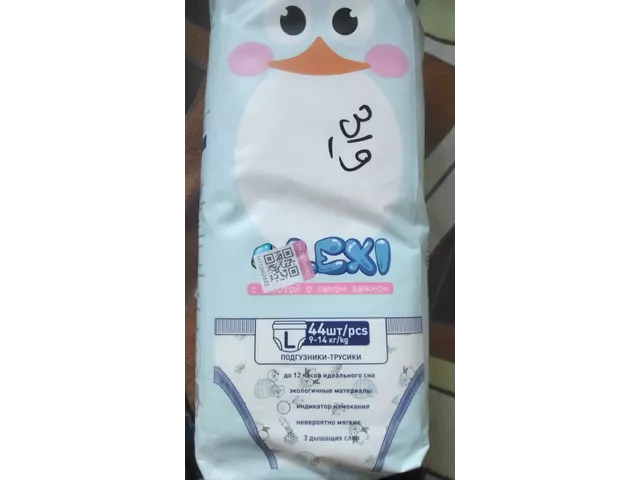 LEXI
с заботой о самом важном
L
44шт/pcs
9-14 кг/kg
ПОДГУЗНИКИ-ТРУСИКИ
до 12 часов идеального сна
экологичные материалы
индикатор намокания
невероятно мягкие
3 дышащих слоя